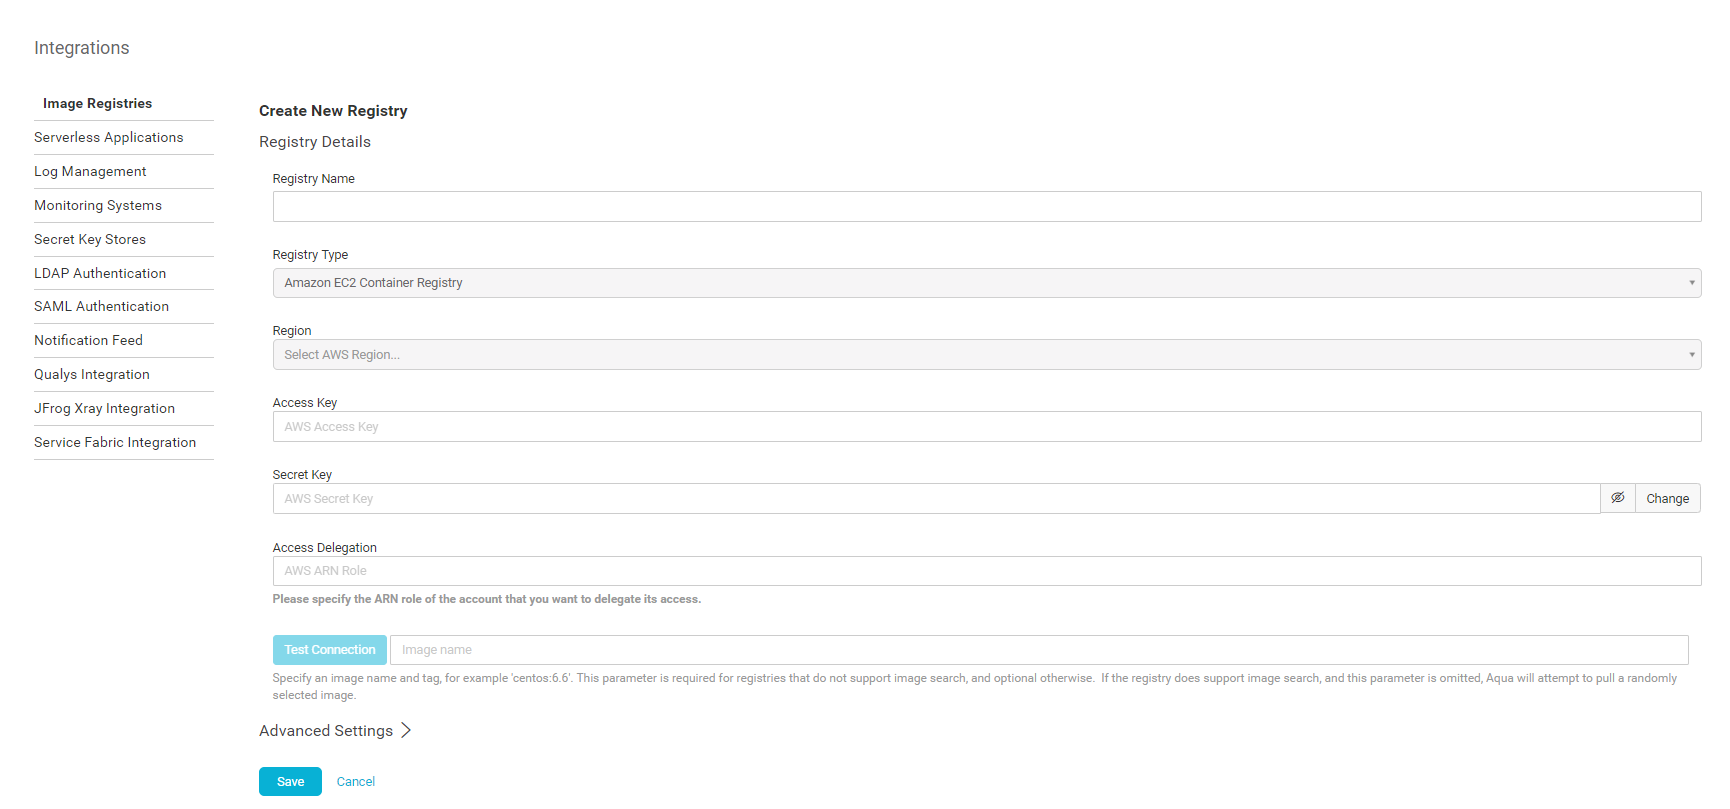 Integrations
Image Registries
Serverless Applications
Log Management
Monitoring Systems
Secret Key Stores
LDAP Authentication
SAML Authentication
Notification Feed
Qualys Integration
JFrog Xray Integration
Service Fabric Integration
Create New Registry
Registry Details
Registry Name
Registry Type
Amazon EC2 Container Registry
Region
Select AWS Region...
Access Key
AWS Access Key
Secret Key
AWS Secret Key
Change
Access Delegation
AWS ARN Role
Please specify the ARN role of the account that you want to delegate its access.
Test Connection Image name
Specify an image name and tag, for example 'centos:6.6'. This parameter is required for registries that do not support image search, and optional otherwise.  If the registry does support image search, and this parameter is omitted, Aqua will attempt to pull a randomly
selected image.
Advanced Settings
Save Cancel